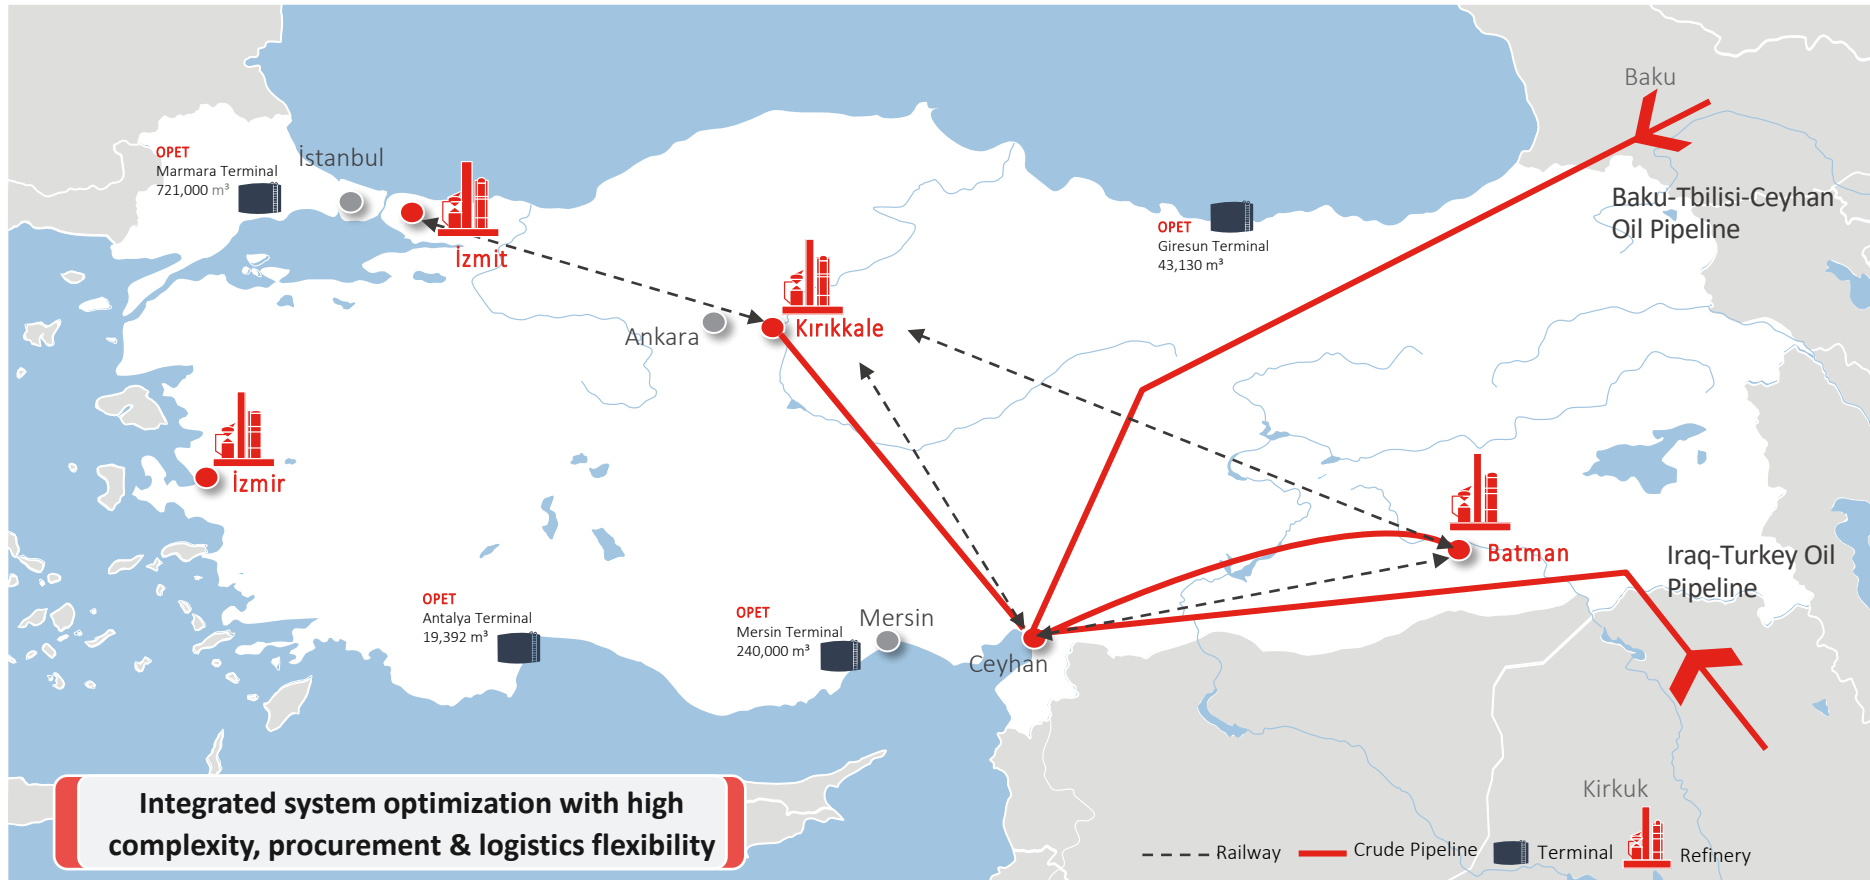 Baku
OPET
Marmara Terminal
721,000 m³
İstanbul
Baku-Tbilisi-Ceyhan
Oil Pipeline
OPET
Giresun Terminal
43,130 m³
İzmit
Ankara
Kırıkkale
İzmir
Batman
Iraq-Turkey Oil
Pipeline
OPET
Antalya Terminal
19,392 m³
OPET
Mersin Terminal
240,000 m³
Mersin
Ceyhan
Kirkuk
Integrated system optimization with high
complexity, procurement & logistics flexibility
Railway
Crude Pipeline
Terminal
Refinery